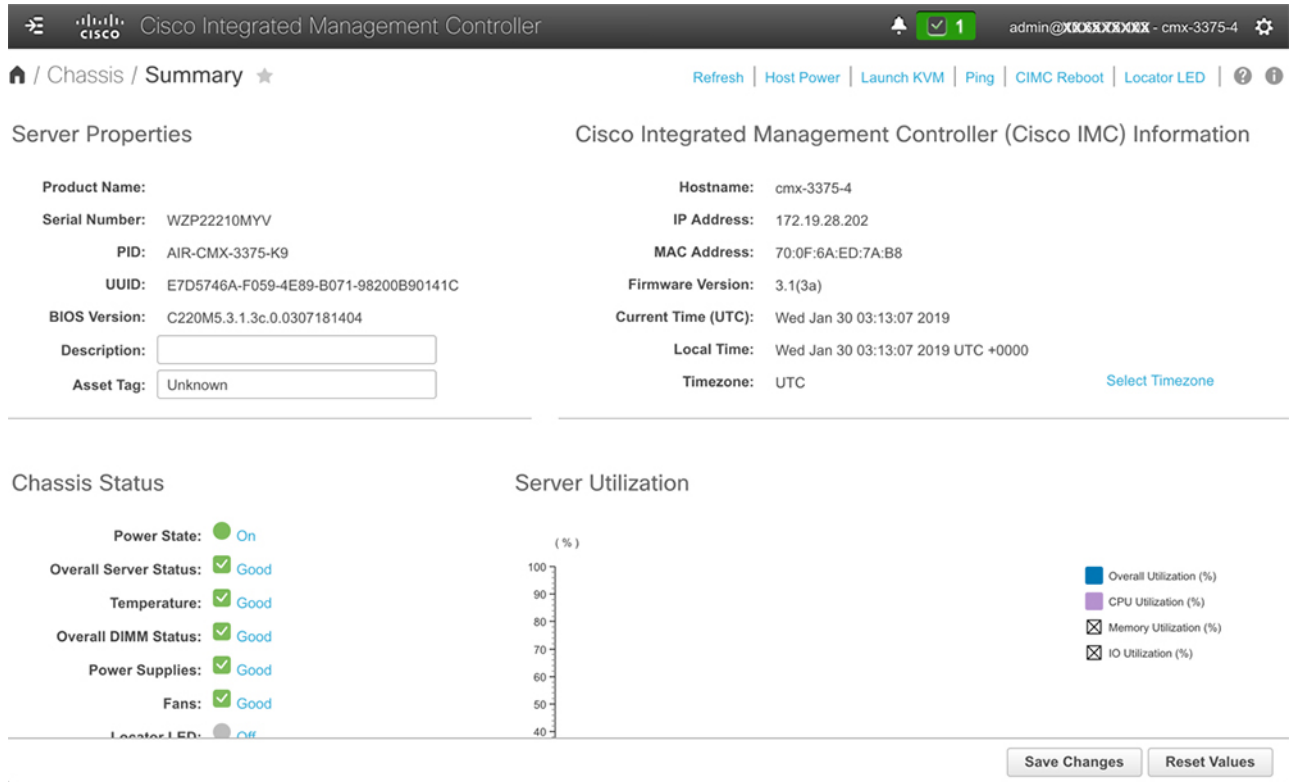 CISCO Cisco Integrated Management Controller 1 admin@ - cmx-3375-4
/ Chassis / Summary Refresh | Host Power | Launch KVM | Ping | CIMC Reboot | Locator LED | ? i
Server Properties
Product Name:
Serial Number: WZP22210MYV
PID: AIR-CMX-3375-K9
UUID: E7D5746A-F059-4E89-B071-98200B90141C
BIOS Version: C220M5.3.1.3c.0.0307181404
Description:
Asset Tag: Unknown
Cisco Integrated Management Controller (Cisco IMC) Information
Hostname: cmx-3375-4
IP Address: 172.19.28.202
MAC Address: 70:0F:6A:ED:7A:B8
Firmware Version: 3.1(3a)
Current Time (UTC): Wed Jan 30 03:13:07 2019
Local Time: Wed Jan 30 03:13:07 2019 UTC +0000
Timezone: UTC Select Timezone
Chassis Status
Power State: On
Overall Server Status: Good
Temperature: Good
Overall DIMM Status: Good
Power Supplies: Good
Fans: Good
Locator LED: Off
Server Utilization
(%)
100
90
80
70
60
50
40
Overall Utilization (%)
CPU Utilization (%)
Memory Utilization (%)
IO Utilization (%)
Save Changes Reset Values